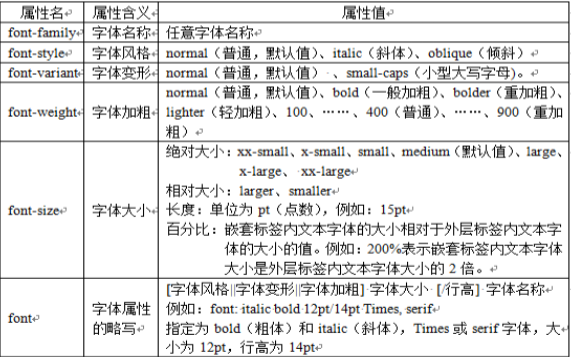 属性名 属性含义 属性值
font-family 字体名称 任意字体名称
font-style 字体风格 normal（普通，默认值）、italic（斜体）、oblique（倾斜）
font-variant 字体变形 normal（普通，默认值）、small-caps（小型大写字母)。
normal（普通，默认值）、bold（一般加粗）、bolder（重加粗）、
font-weight 字体加粗 lighter（轻加粗）、100、……、400（普通）、……、900（重加
粗）
绝对大小：xx-small、x-small、small、medium（默认值）、large、
x-large、 xx-large
相对大小：larger、smaller
font-size 字体大小 长度：单位为 pt（点数），例如：15pt
百分比：嵌套标签内文本字体的大小相对于外层标签内文本字
体的大小的值。例如：200%表示嵌套标签内文本字体
大小是外层标签内文本字体大小的 2 倍。
[字体风格||字体变形||字体加粗] 字体大小 [/行高] 字体名称
font 字体属性 例如：font: italic bold 12pt/14pt Times, serif
的略写 指定为 bold（粗体）和 italic（斜体），Times 或 serif 字体，大
小为 12pt，行高为 14pt